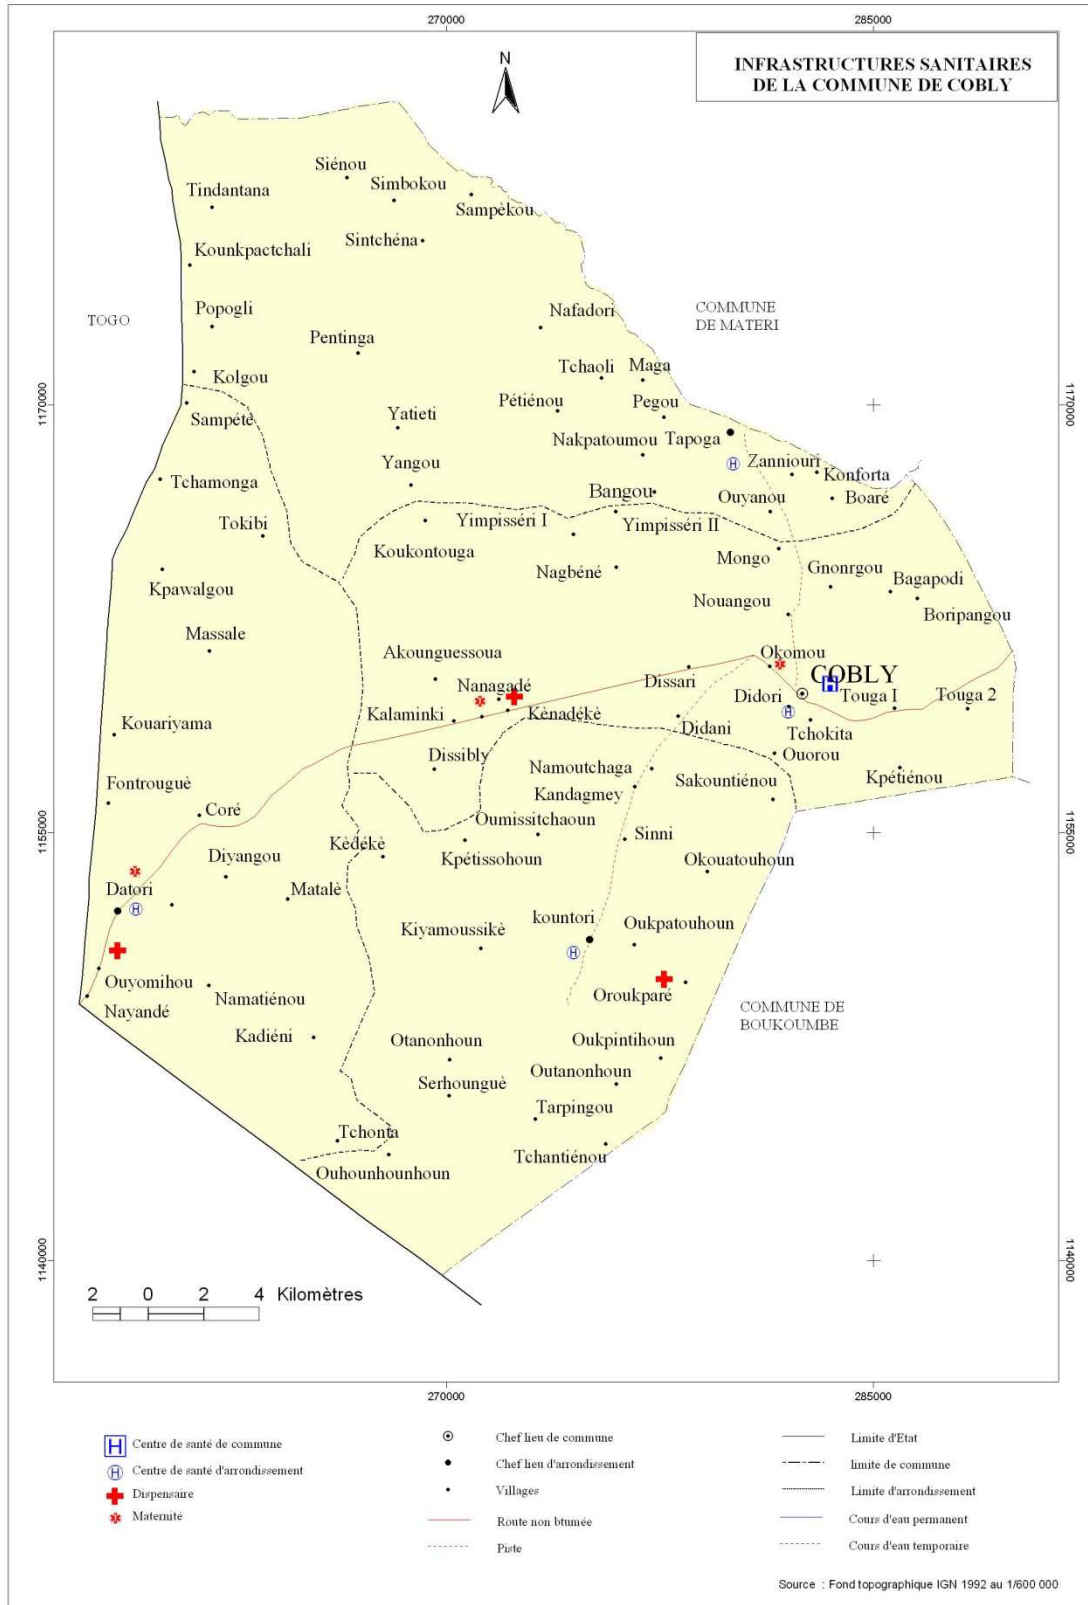 270000
285000
INFRASTRUCTURES SANITAIRES
DE LA COMMUNE DE COBLY
N
Siénou
Simbokou
Tindantana
Sampèkou
Sintchéna
Kounkpactchali
Popogli
Nafadori
COMMUNE
DE MATERI
TOGO
Pentinga
Tchaoli
Maga
Kolgou
1170000
1170000
Pétiénou
Pegou
Sampétè
Yatieti
Nakpatoumou
Tapoga
Yangou
Zanniouri
Konforta
Tchamonga
Bangou
Ouyanou
Boaré
Tokibi
Yimpisséri I
Yimpisséri II
Koukontouga
Mongo
Nagbéné
Gnonrgou
Bagapodi
Kpawalgou
Nouangou
Boripangou
Massale
Akounguessoua
Okomou
COBLY
Nanagadé
Dissari
Didori
Touga I
Touga 2
Kalaminki
Kènadékè
Kouariyama
Didani
Tchokita
Ouorou
Dissibly
Namoutchaga
Sakountiénou
Kpétiénou
Fontrouguè
Kandagmey
Coré
Oumissitchaoun
1155000
1155000
Kèdékè
Kpétissohoun
Sinni
Diyangou
Okouatouhoun
Datori
Matalè
kountori
Oukpatouhoun
Kiyamoussikè
Ouyomihou
Oroukparé
Nayandé
Namatiénou
COMMUNE DE
BOUKOUMBE
Kadiéni
Otanonhoun
Oukpintihoun
Serhounguè
Outanonhoun
Tarpingou
Tchonta
Tchantiénou
Ouhounhounhoun
1140000
1140000
2 0 2 4 Kilomètres
270000
285000
H Centre de santé de commune
H Centre de santé d'arrondissement
Dispensaire
Maternité
Chef lieu de commune
Chef lieu d'arrondissement
Villages
Route non btumée
Piste
Limite d'Etat
limite de commune
Limite d'arrondissement
Cours d'eau permanent
Cours d'eau temporaire
Source : Fond topographique IGN 1992 au 1/600 000